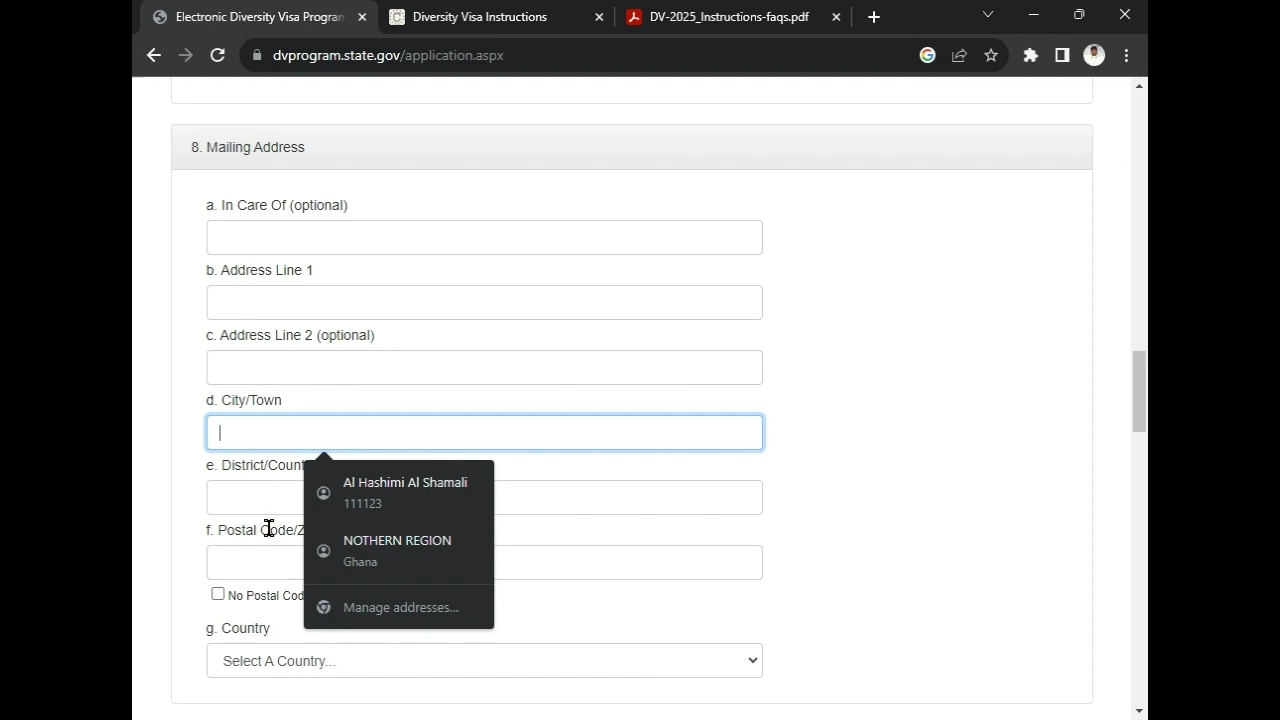 Electronic Diversity Visa Program
Diversity Visa Instructions
DV-2025_Instructions-faqs.pdf
dvprogram.state.gov/application.aspx
8. Mailing Address
a. In Care Of (optional)
b. Address Line 1
c. Address Line 2 (optional)
d. City/Town
e. District/Count
Al Hashimi Al Shamali
111123
f. Postal Code/Z
NOTHERN REGION
Ghana
No Postal Cod
Manage addresses...
g. Country
Select A Country...